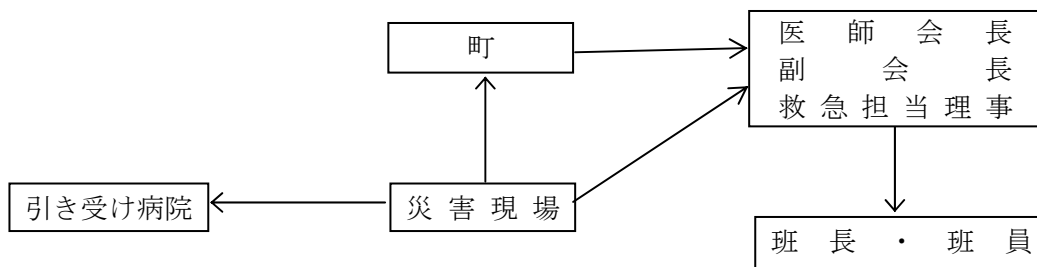 町
医師会長
副会長
救急担当理事
引き受け病院
災害現場
班長・班員